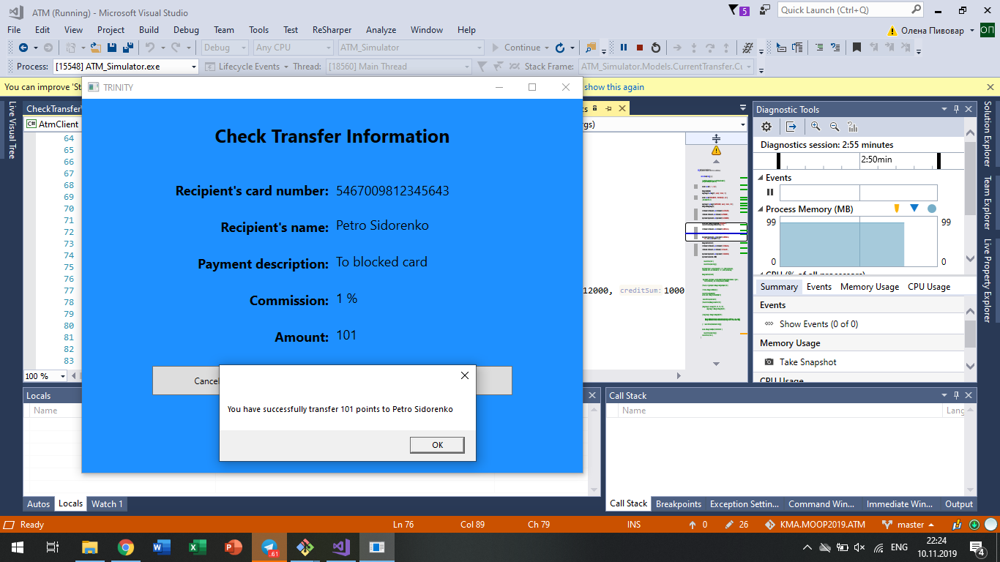 ATM (Running) - Microsoft Visual Studio
5
Quick Launch (Ctrl+Q)
File Edit View Project Build Debug Team Tools Test ReSharper Analyze Window Help
Олена Пивовар ОП
Debug Any CPU ATM_Simulator Continue
Process: [15548] ATM_Simulator.exe Lifecycle Events Thread: [18560] Main Thread Stack Frame: ATM_Simulator.Models.CurrentTransfer.Cu
You can improve 'St
show this again
TRINITY
Live Visual Tree
CheckTransfer
AtmClient
64
65
66
67
68
69
70
71
72
73
74
75
76
77
78
79
80
81
82
83
100 %
Check Transfer Information
Recipient's card number: 5467009812345643
Recipient's name: Petro Sidorenko
Payment description: To blocked card
Commission: 1 %
Amount: 101
Cancel
You have successfully transfer 101 points to Petro Sidorenko
OK
12000, creditSum: 1000
Diagnostic Tools
Diagnostics session: 2:55 minutes
2:50min
Events
Process Memory (MB)
99 99
0 0
CPU (% of all processors)
Summary Events Memory Usage CPU Usage
Events
Show Events (0 of 0)
Memory Usage
Take Snapshot
CPU Usage
Solution Explorer
Team Explorer
Live Property Explorer
Locals
Name
Autos Locals Watch 1
Call Stack
Name Lang
Call Stack Breakpoints Exception Settin... Command Win... Immediate Win... Output
Ready Ln 76 Col 89 Ch 79 INS 0 26 KMA.MOOP2019.ATM master
.61
ENG
22:24
10.11.2019
4